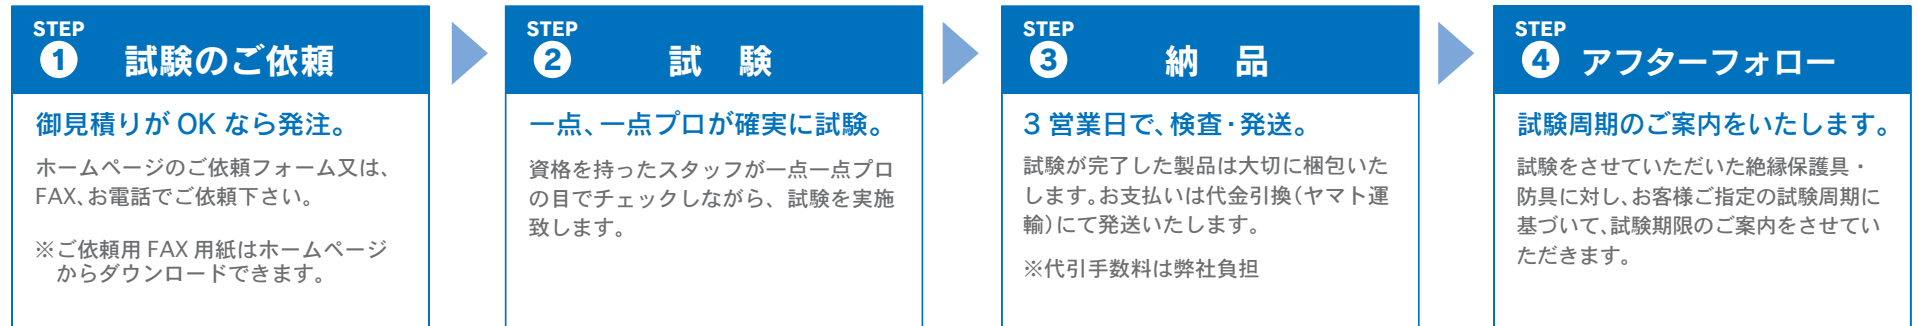 STEP
1 試験のご依頼
御見積りが OK なら発注。
ホームページのご依頼フォーム又は、
FAX、お電話でご依頼下さい。
※ご依頼用 FAX 用紙はホームページ
からダウンロードできます。
STEP
2 試 験
一点、一点プロが確実に試験。
資格を持ったスタッフが一点一点プロ
の目でチェックしながら、試験を実施
致します。
STEP
3 納 品
3 営業日で、検査・発送。
試験が完了した製品は大切に梱包いた
します。お支払いは代金引換(ヤマト運
輸)にて発送いたします。
※代引手数料は弊社負担
STEP
4 アフターフォロー
試験周期のご案内をいたします。
試験をさせていただいた絶縁保護具・
防具に対し、お客様ご指定の試験周期に
基づいて、試験期限のご案内をさせてい
ただきます。